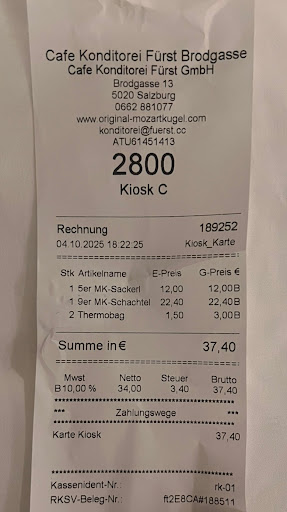 Cafe Konditorei Fürst Brodgasse
Cafe Konditorei Fürst GmbH
Brodgasse 13
5020 Salzburg
0662 881077
www.original-mozartkugel.com
konditorei@fuerst.cc
ATU61451413
2800
Kiosk C
Rechnung 189252
04.10.2025 16:22:25 Kiosk_Karte
Stk Artikelname E-Preis G-Preis €
1 5er MK-Sackerl 12,00 12,00B
1 9er MK-Schachtel 22,40 22,40B
2 Thermobag 1,50 3,00B
Summe in € 37,40
Mwst Netto Steuer Brutto
B10,00 % 34,00 3,40 37,40
*** Zahlungswege ***
Karte Kiosk 37,40
Kassenident-Nr.: rk-01
RKSV-Beleg-Nr.: ft2E8CA#188511